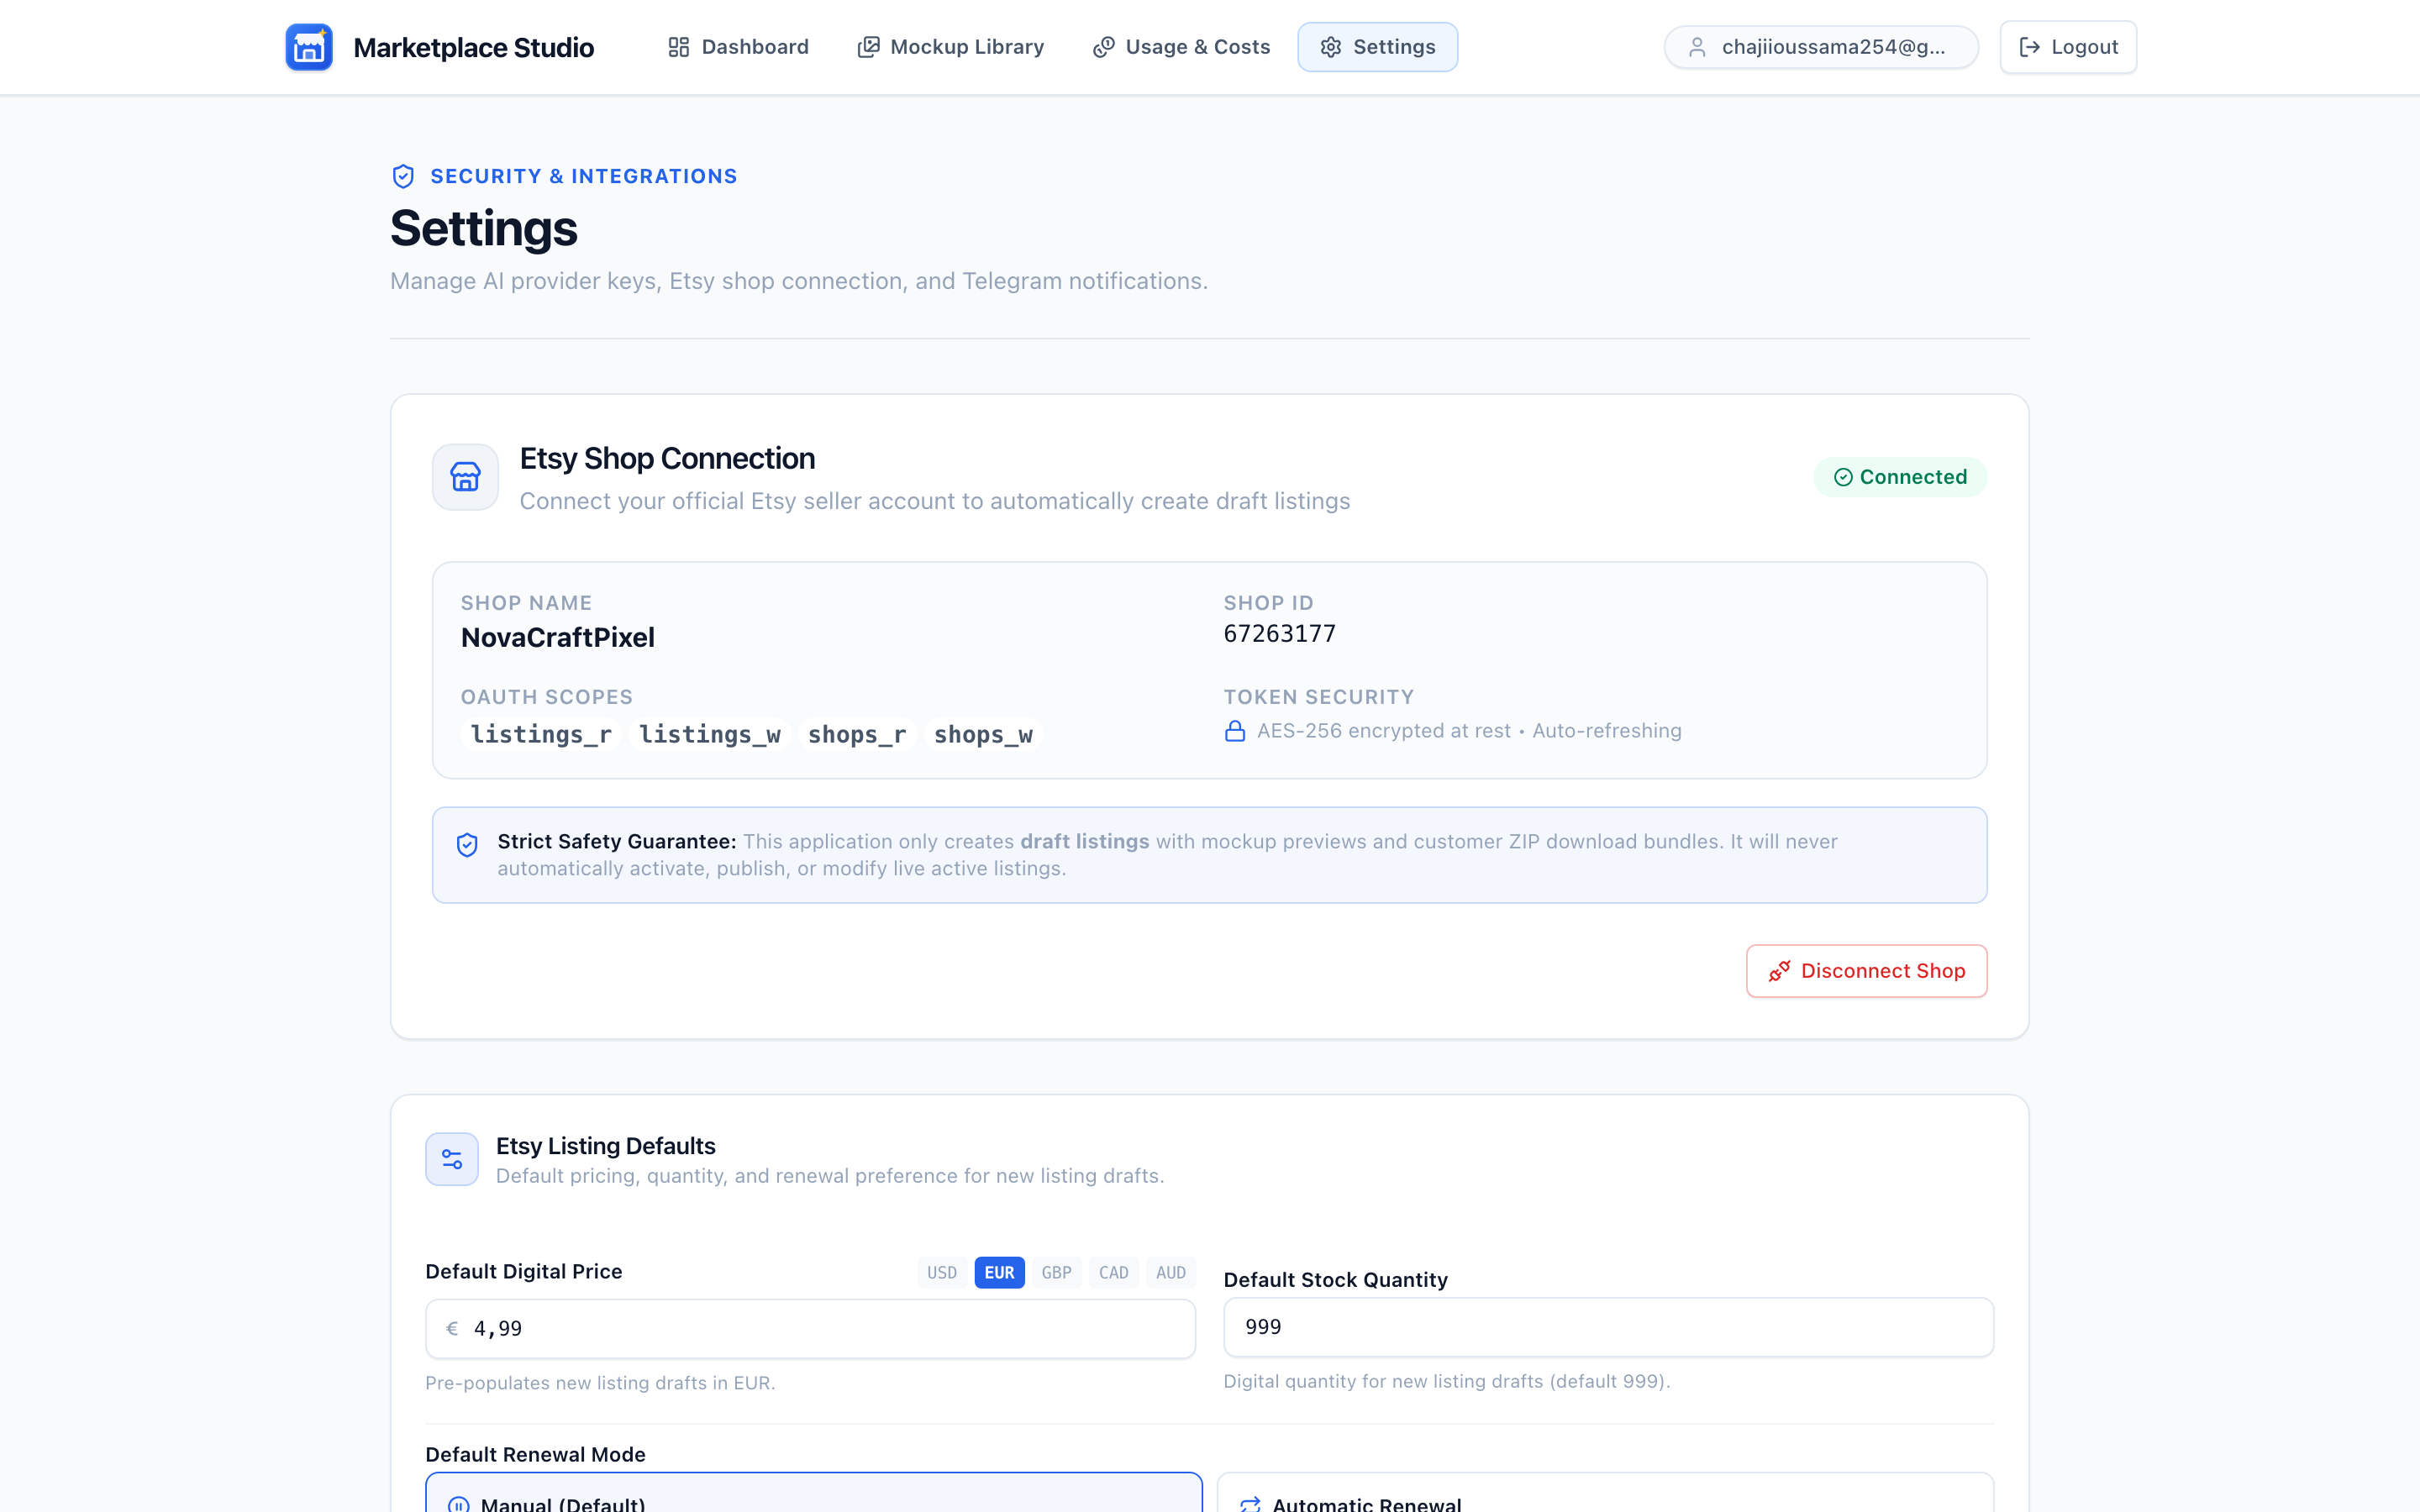 Marketplace Studio
Dashboard
Mockup Library
Usage & Costs
Settings
chajiioussama254@g...
Logout
SECURITY & INTEGRATIONS
Settings
Manage AI provider keys, Etsy shop connection, and Telegram notifications.
Etsy Shop Connection
Connect your official Etsy seller account to automatically create draft listings
Connected
SHOP NAME
NovaCraftPixel
SHOP ID
67263177
OAUTH SCOPES
listings_r listings_w shops_r shops_w
TOKEN SECURITY
AES-256 encrypted at rest • Auto-refreshing
Strict Safety Guarantee: This application only creates draft listings with mockup previews and customer ZIP download bundles. It will never
automatically activate, publish, or modify live active listings.
Disconnect Shop
Etsy Listing Defaults
Default pricing, quantity, and renewal preference for new listing drafts.
Default Digital Price
USD EUR GBP CAD AUD
€ 4,99
Pre-populates new listing drafts in EUR.
Default Stock Quantity
999
Digital quantity for new listing drafts (default 999).
Default Renewal Mode
Manual (Default)
Automatic Renewal